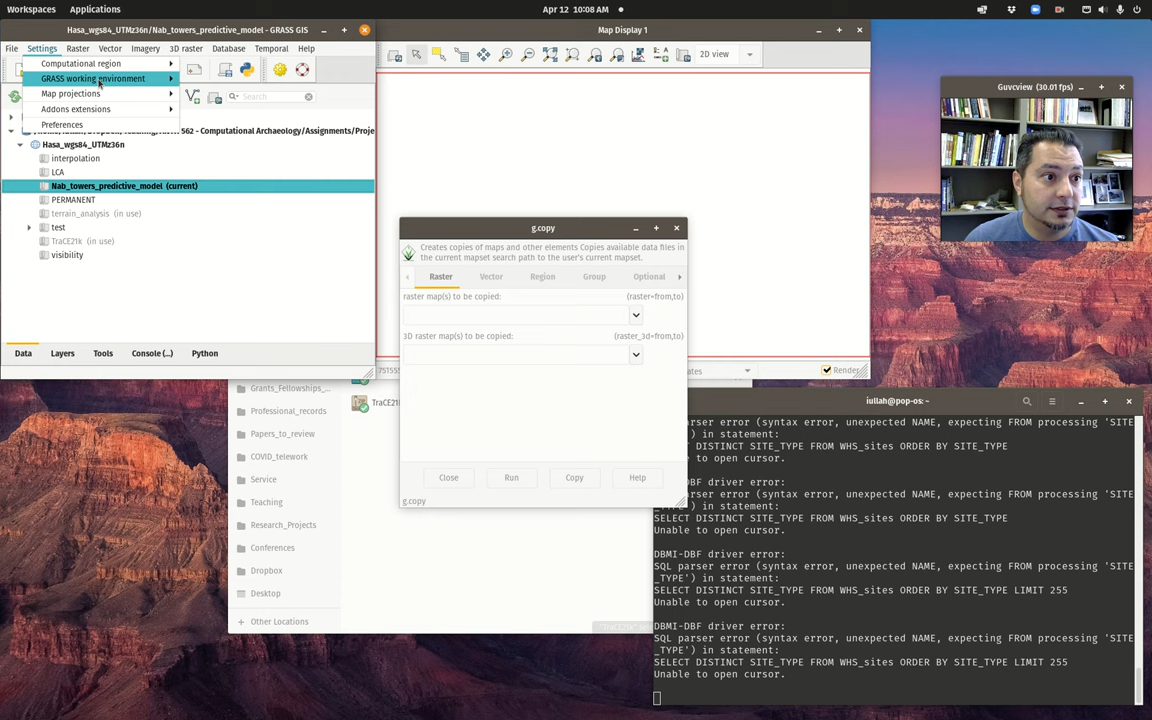 Workspaces Applications
Apr 12 10:08 AM
Hasa_wgs84_UTMz36n/Nab_towers_predictive_model - GRASS GIS
File Settings Raster Vector Imagery 3D raster Database Temporal Help
Computational region
GRASS working environment
Map projections
Addons extensions
Preferences
Search
562 - Computational Archaeology/Assignments/Proje
Hasa_wgs84_UTMz36n
interpolation
LCA
Nab_towers_predictive_model (current)
PERMANENT
terrain_analysis (in use)
test
TraCE21k (in use)
visibility
Data Layers Tools Console (...) Python
Map Display 1
2D view
Render
Guvcview (30.01 fps)
g.copy
Creates copies of maps and other elements Copies available data files in
the current mapset search path to the user's current mapset.
Raster Vector Region Group Optional
raster map(s) to be copied: (raster=from,to)
3D raster map(s) to be copied: (raster_3d=from,to)
Close Run Copy Help
g.copy
Grants_Fellowships_...
Professional_records
Papers_to_review
COVID_telework
Service
Teaching
Research_Projects
Conferences
Dropbox
Desktop
Other Locations
iullah@pop-os: ~
arser error (syntax error, unexpected NAME, expecting FROM processing 'SITE
') in statement:
SELECT DISTINCT SITE_TYPE FROM WHS_sites ORDER BY SITE_TYPE
e to open cursor.
BF driver error:
arser error (syntax error, unexpected NAME, expecting FROM processing 'SITE
') in statement:
SELECT DISTINCT SITE_TYPE FROM WHS_sites ORDER BY SITE_TYPE
Unable to open cursor.
DBMI-DBF driver error:
SQL parser error (syntax error, unexpected NAME, expecting FROM processing 'SITE
_TYPE') in statement:
SELECT DISTINCT SITE_TYPE FROM WHS_sites ORDER BY SITE_TYPE LIMIT 255
Unable to open cursor.
DBMI-DBF driver error:
SQL parser error (syntax error, unexpected NAME, expecting FROM processing 'SITE
_TYPE') in statement:
SELECT DISTINCT SITE_TYPE FROM WHS_sites ORDER BY SITE_TYPE LIMIT 255
Unable to open cursor.